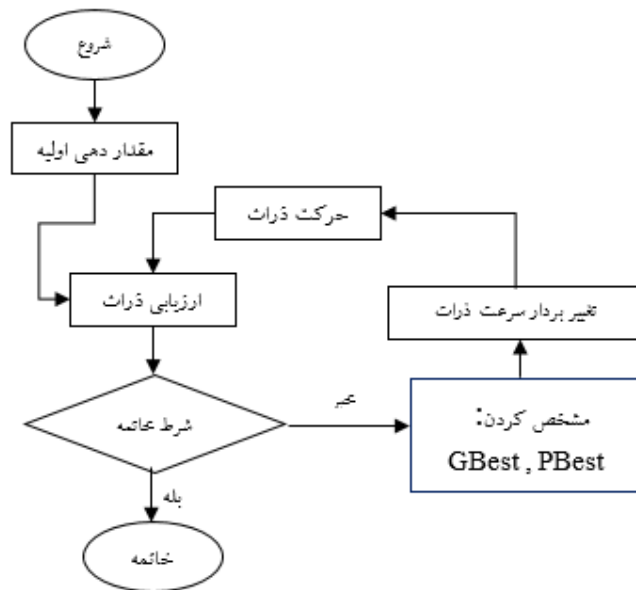 شروع
مقدار دهی اولیه
حرکت ذرات
ارزیابی ذرات
تغییر بردار سرعت ذرات
شرط خاتمه
خیر
مشخص کردن:
GBest , PBest
بله
خاتمه